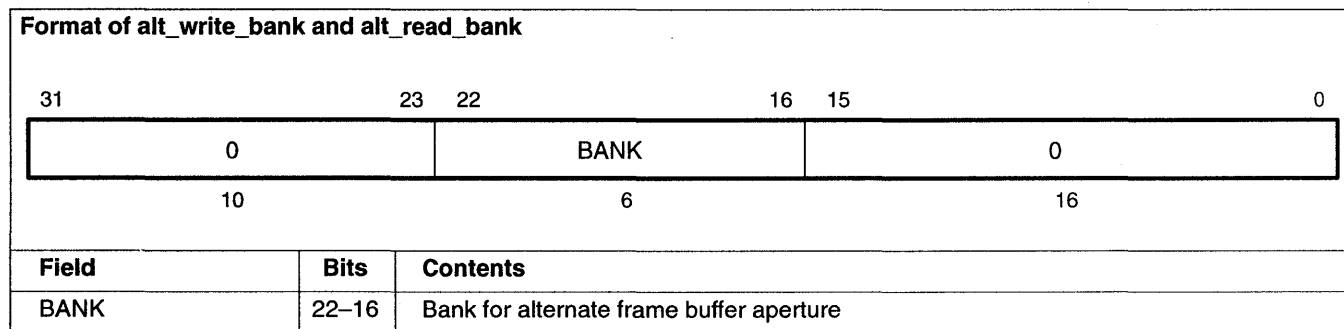 Format of alt_write_bank and alt_read_bank
31 23 22 16 15 0
0 BANK 0
10 6 16
Field Bits Contents
BANK 22–16 Bank for alternate frame buffer aperture